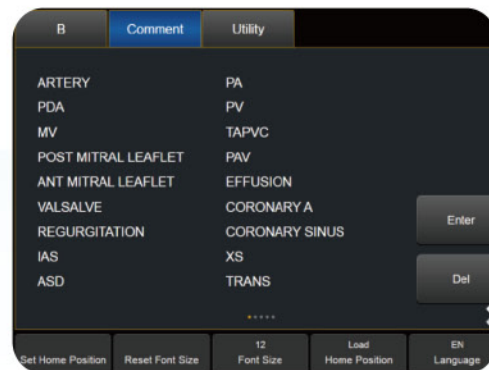 B Comment Utility
ARTERY
PDA
MV
POST MITRAL LEAFLET
ANT MITRAL LEAFLET
VALSALVE
REGURGITATION
IAS
ASD
PA
PV
TAPVC
PAV
EFFUSION
CORONARY A
CORONARY SINUS
XS
TRANS
Enter
Del
Set Home Position
Reset Font Size
12
Font Size
Load
Home Position
EN
Language